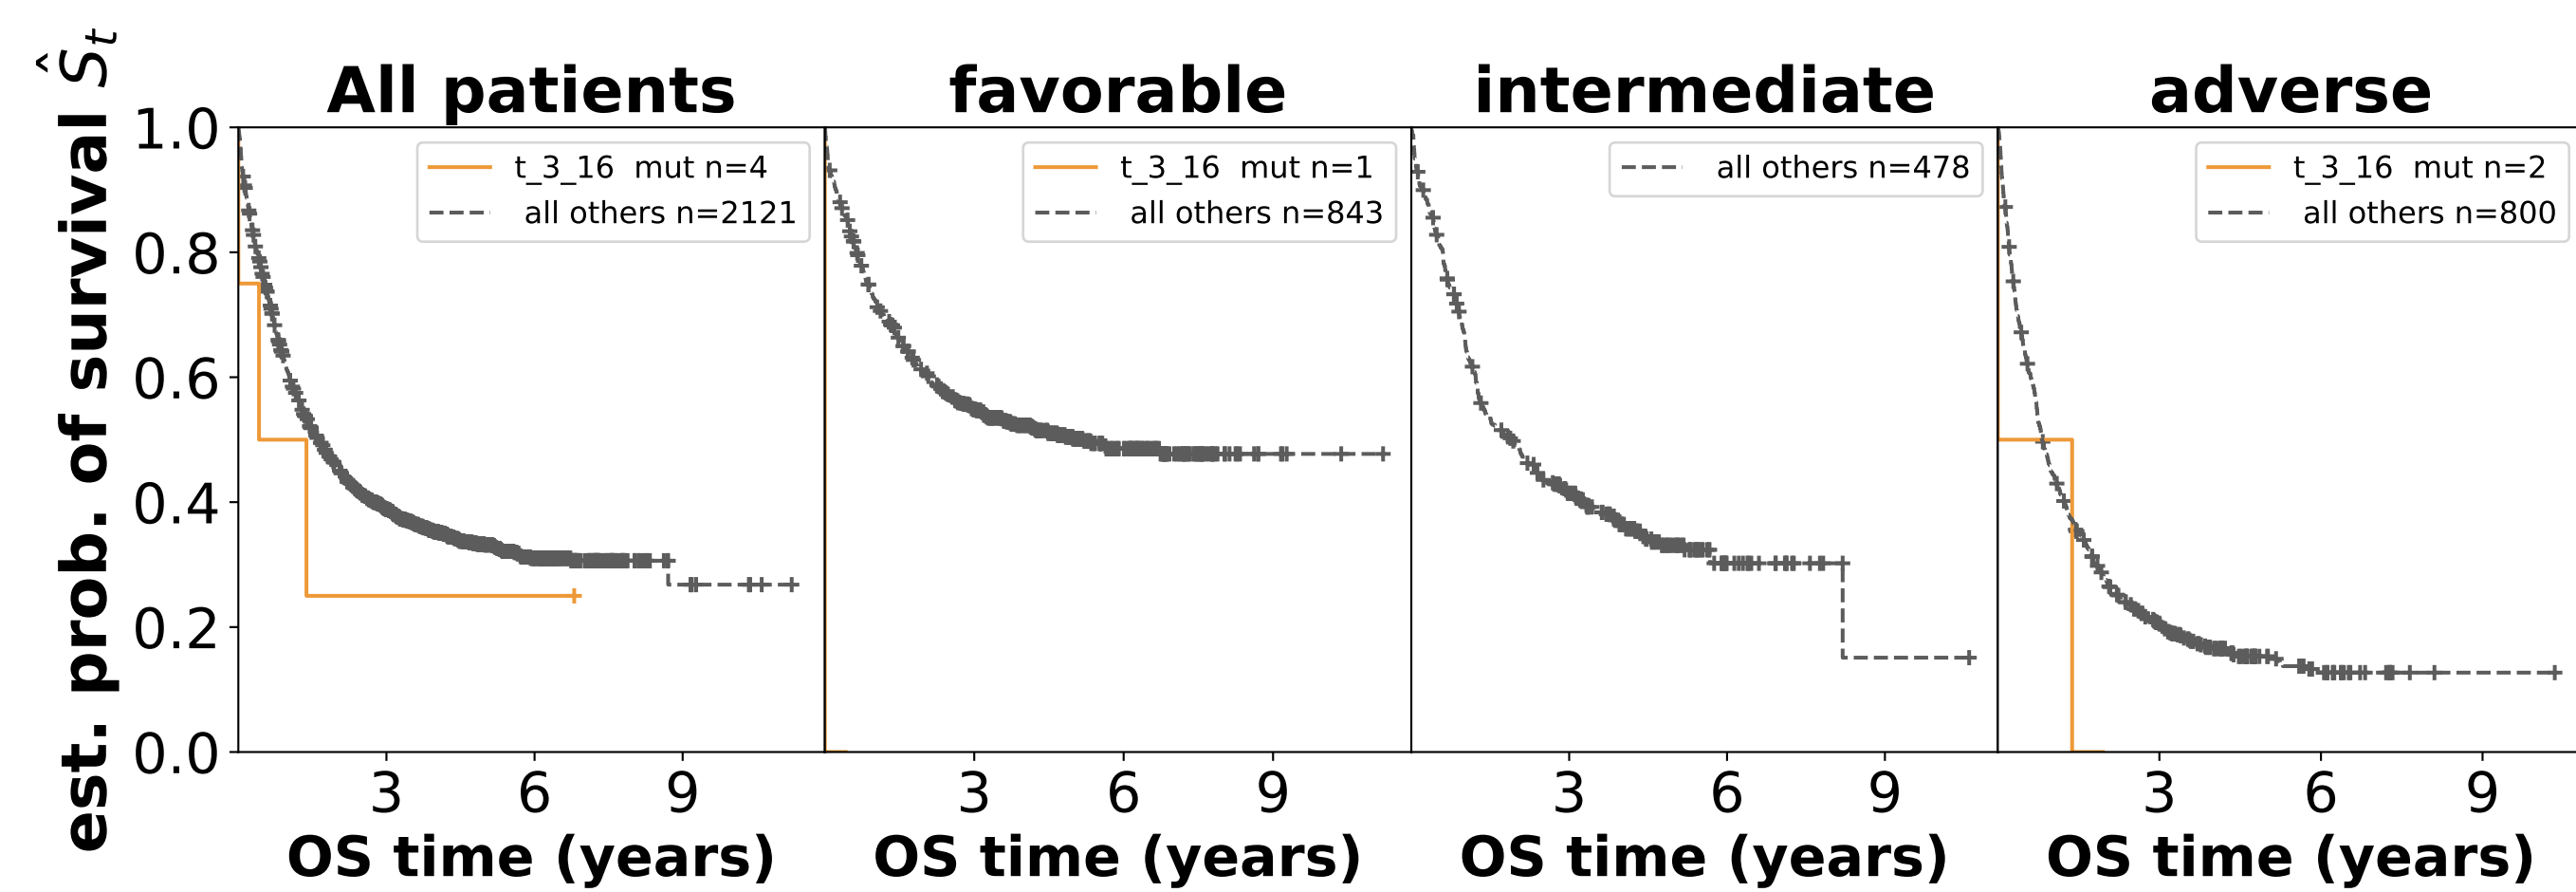 est. prob. of survival Ŝt
All patients
1.0
0.8
0.6
0.4
0.2
0.0
t_3_16  mut n=4
all others n=2121
3 6 9
OS time (years)
favorable
t_3_16  mut n=1
all others n=843
3 6 9
OS time (years)
intermediate
all others n=478
3 6 9
OS time (years)
adverse
t_3_16  mut n=2
all others n=800
3 6 9
OS time (years)